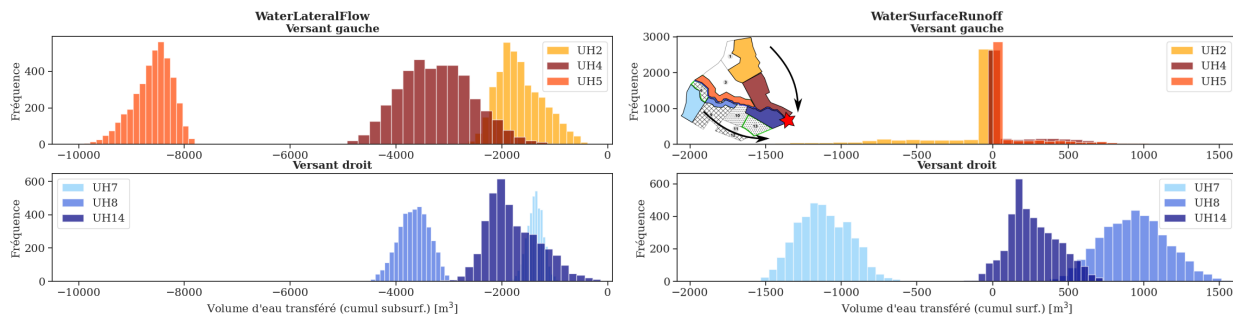 WaterLateralFlow
Versant gauche
Fréquence
400
200
0
UH2
UH4
UH5
−10000
−8000
−6000
−4000
−2000
0
Versant droit
Fréquence
600
400
200
0
UH7
UH8
UH14
−10000
−8000
−6000
−4000
−2000
0
Volume d'eau transféré (cumul subsurf.) [m³]
WaterSurfaceRunoff
Versant gauche
Fréquence
3000
2000
1000
0
UH2
UH4
UH5
−2000
−1500
−1000
−500
0
500
1000
1500
Versant droit
Fréquence
600
400
200
0
UH7
UH8
UH14
−2000
−1500
−1000
−500
0
500
1000
1500
Volume d'eau transféré (cumul surf.) [m³]